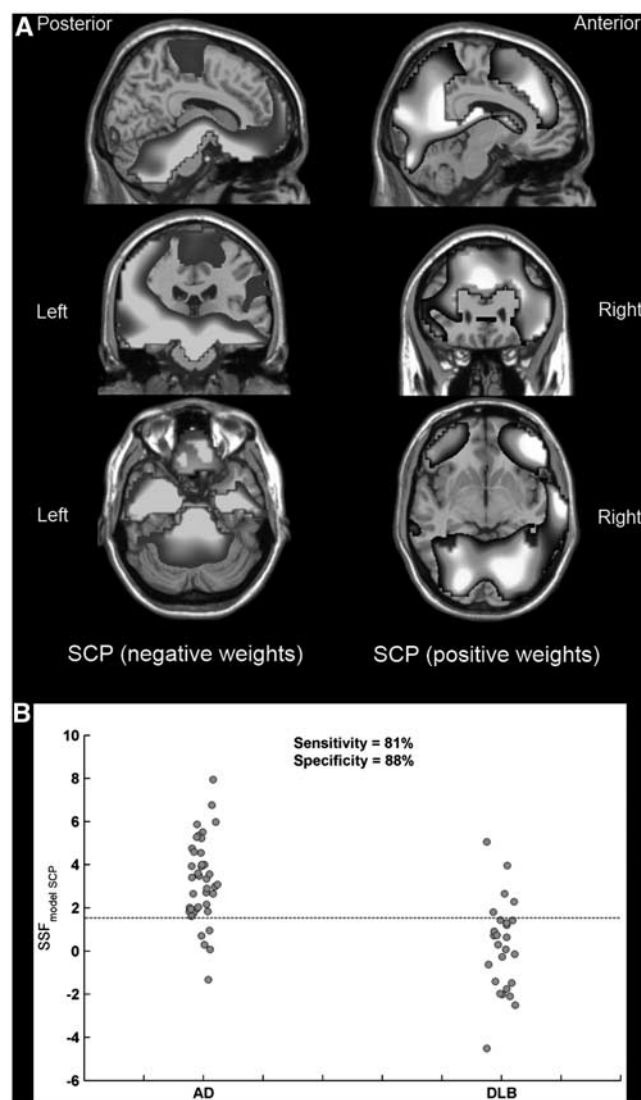 A
Posterior
Anterior
Left
Right
Left
Right
SCP (negative weights)
SCP (positive weights)
B
Sensitivity = 81%
Specificity = 88%
10
8
6
4
2
0
-2
-4
-6
SSF model SCP
AD
DLB